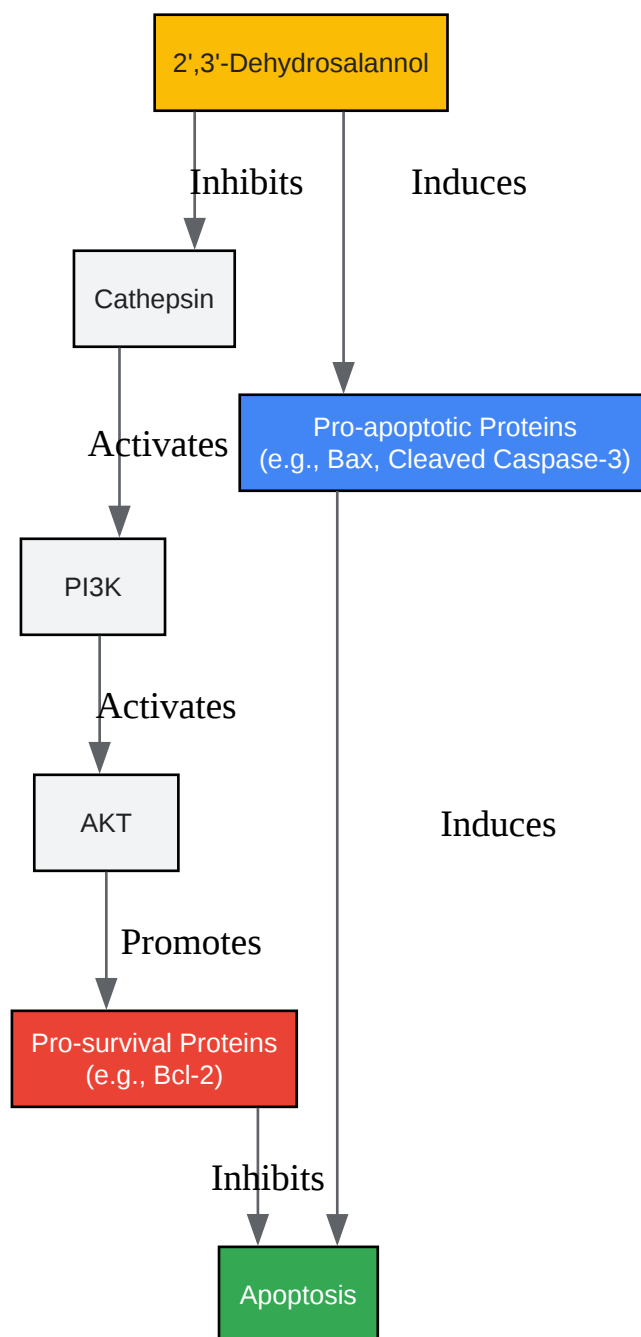 2',3'-Dehydrosalannol
Inhibits
Induces
Cathepsin
Pro-apoptotic Proteins
(e.g., Bax, Cleaved Caspase-3)
Activates
PI3K
Activates
AKT
Induces
Promotes
Pro-survival Proteins
(e.g., Bcl-2)
Inhibits
Apoptosis